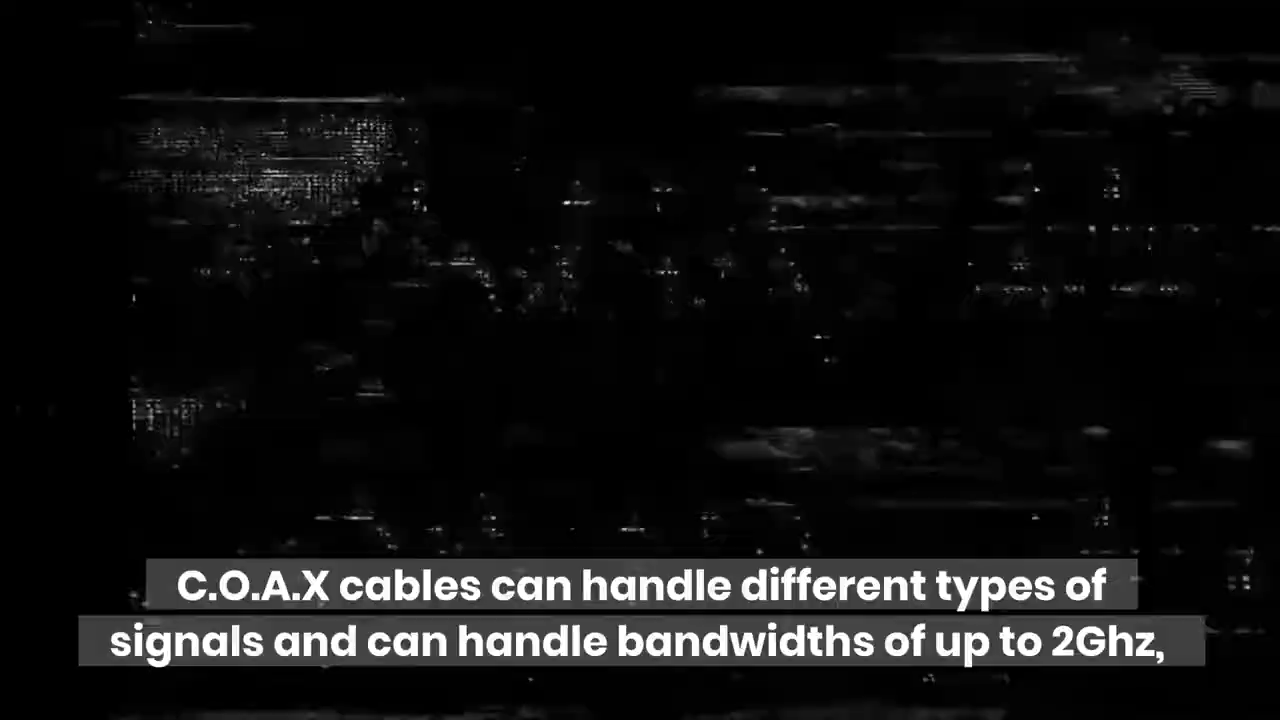 C.O.A.X cables can handle different types of
signals and can handle bandwidths of up to 2Ghz,